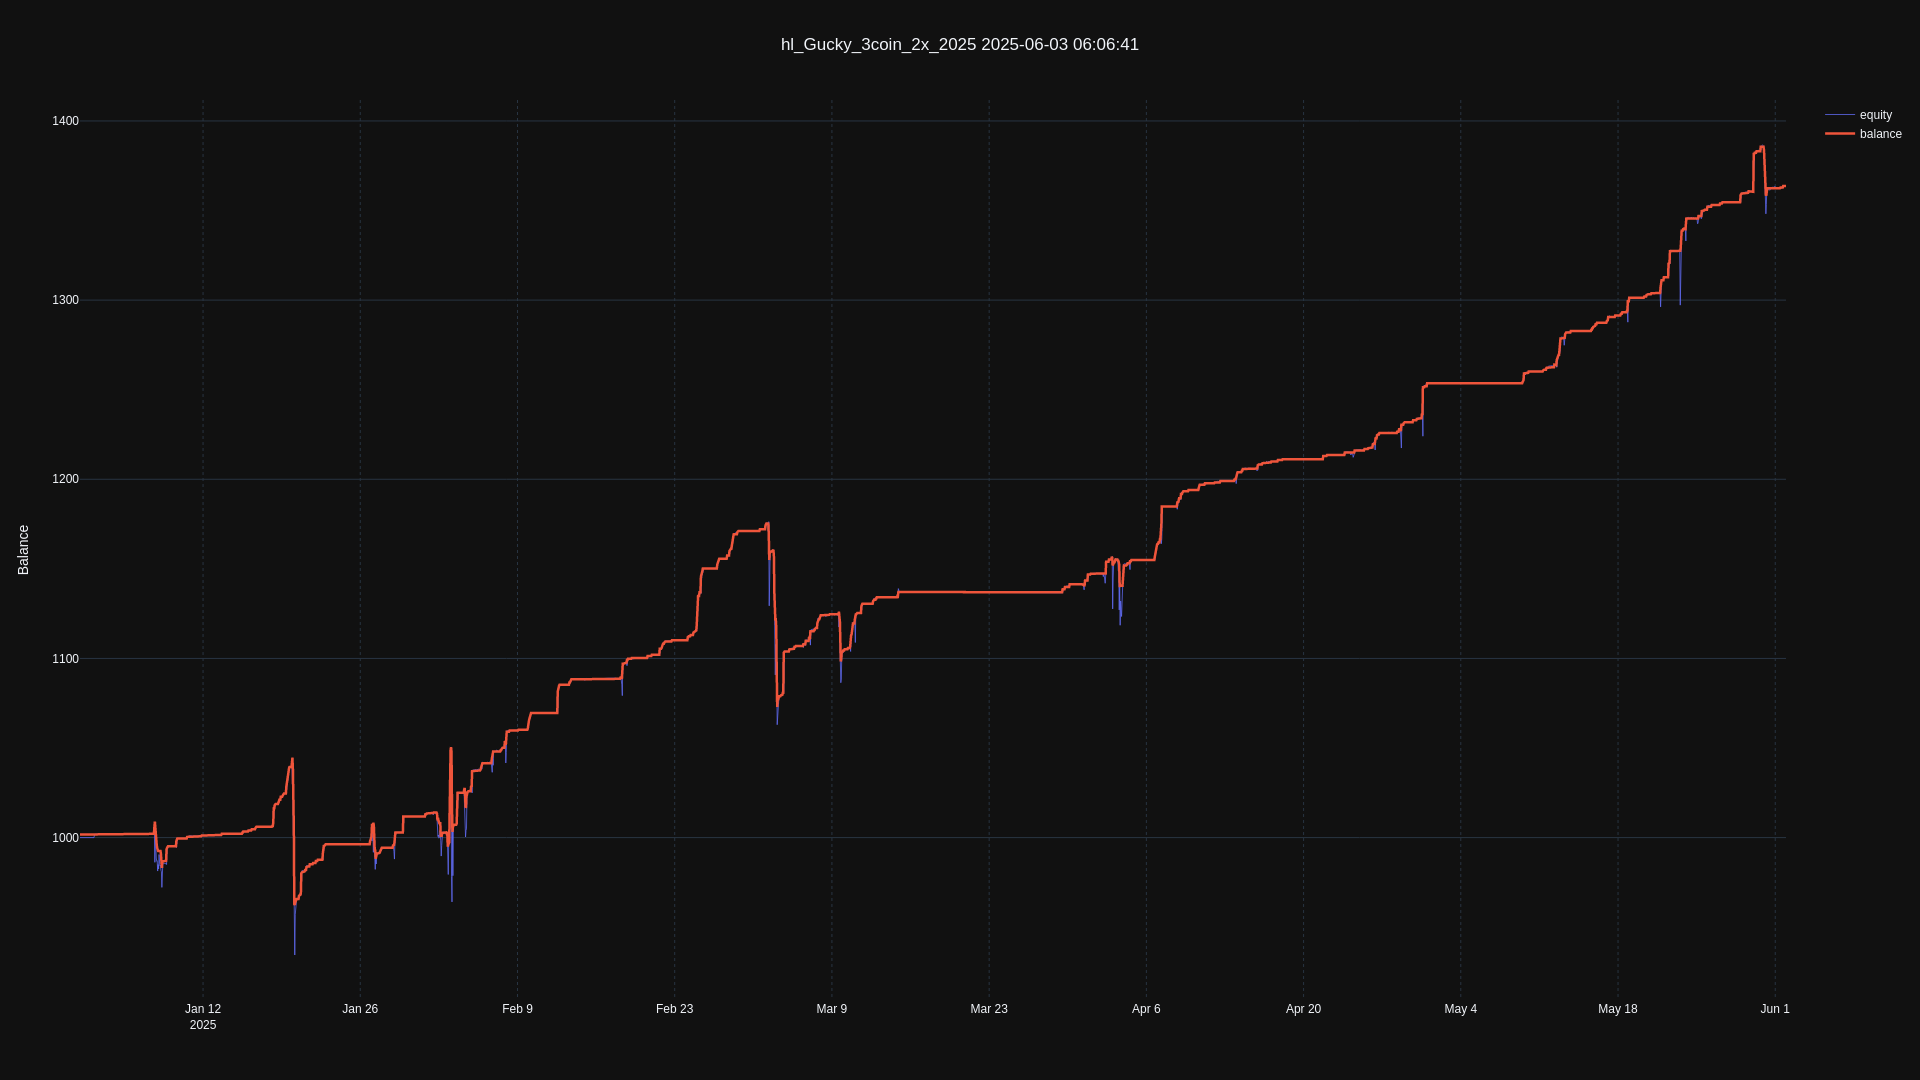 hl_Gucky_3coin_2x_2025 2025-06-03 06:06:41
equity
balance
Balance
1400
1300
1200
1100
1000
Jan 12
2025
Jan 26
Feb 9
Feb 23
Mar 9
Mar 23
Apr 6
Apr 20
May 4
May 18
Jun 1